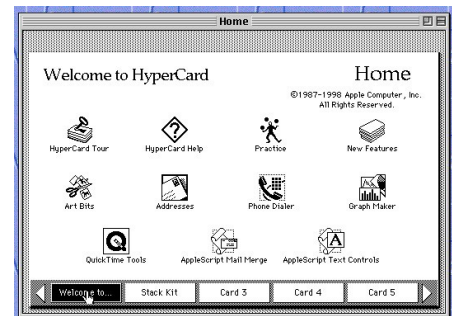 Home
Welcome to HyperCard
Home
©1987-1998 Apple Computer, Inc.
All Rights Reserved.
HyperCard Tour
HyperCard Help
Practice
New Features
Art Bits
Addresses
Phone Dialer
Graph Maker
QuickTime Tools
AppleScript Mail Merge
AppleScript Text Controls
Welcome to...
Stack Kit
Card 3
Card 4
Card 5